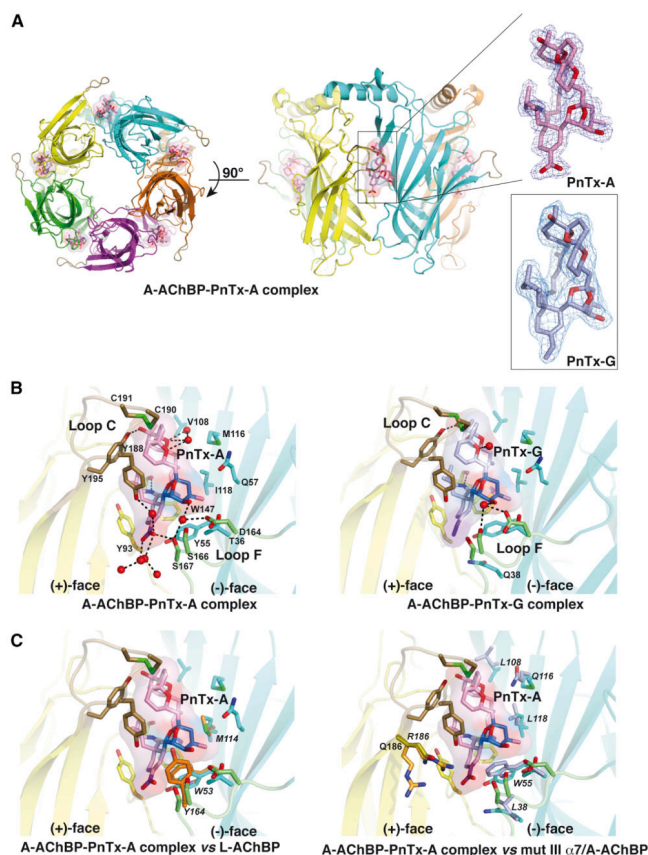 A
90°
PnTx-A
A-AChBP-PnTx-A complex
PnTx-G
B
C191
C190
Loop C
V108
M116
PnTx-A
Y188
Y195
Q57
I118
W147
D164
Y93
Y55
T36
Loop F
S166
S167
(+)-face
(-)-face
A-AChBP-PnTx-A complex
Loop C
PnTx-G
Loop F
Q38
(+)-face
(-)-face
A-AChBP-PnTx-G complex
C
PnTx-A
M114
W53
Y164
(+)-face
(-)-face
A-AChBP-PnTx-A complex vs L-AChBP
L108
Q116
PnTx-A
L118
R186
Q186
W55
L38
(+)-face
(-)-face
A-AChBP-PnTx-A complex vs mut III α7/A-AChBP